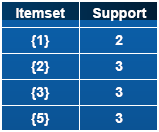 Itemset Support
{1} 2
{2} 3
{3} 3
{5} 3